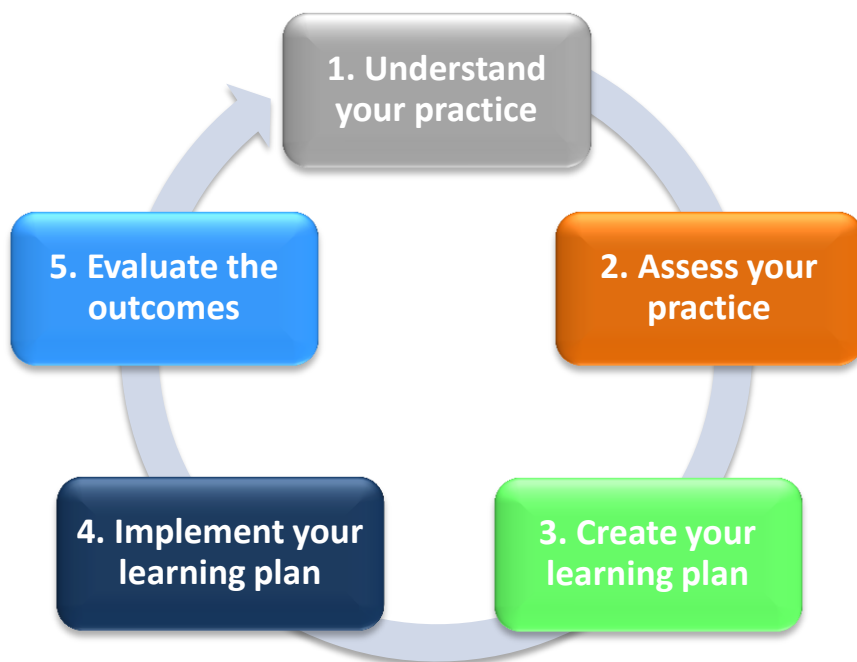 1. Understand
your practice
2. Assess your
practice
3. Create your
learning plan
4. Implement your
learning plan
5. Evaluate the
outcomes